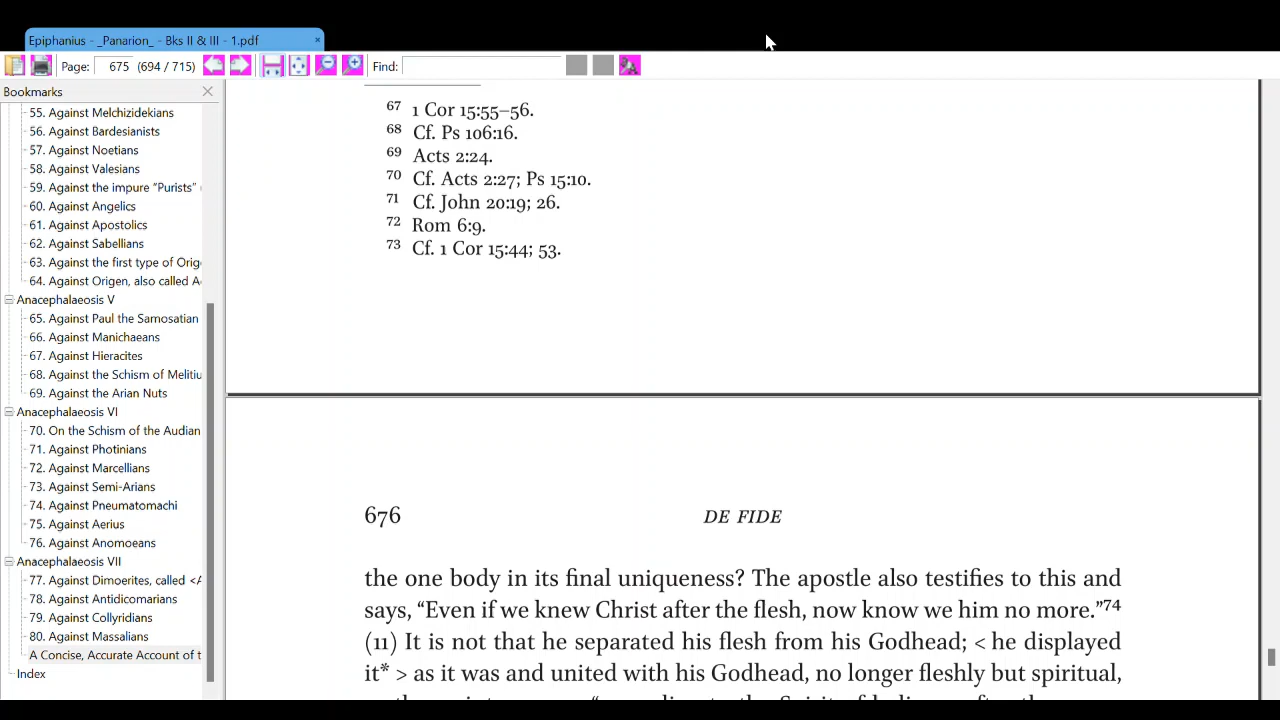 Epiphanius - _Panarion_ - Bks II & III - 1.pdf
Page: 675 (694 / 715) Find:
Bookmarks
55. Against Melchizidekians
56. Against Bardesianists
57. Against Noetians
58. Against Valesians
59. Against the impure “Purists” (
60. Against Angelics
61. Against Apostolics
62. Against Sabellians
63. Against the first type of Orig
64. Against Origen, also called A
Anacephalaeosis V
65. Against Paul the Samosatian
66. Against Manichaeans
67. Against Hieracites
68. Against the Schism of Melitiu
69. Against the Arian Nuts
Anacephalaeosis VI
70. On the Schism of the Audian
71. Against Photinians
72. Against Marcellians
73. Against Semi-Arians
74. Against Pneumatomachi
75. Against Aerius
76. Against Anomoeans
Anacephalaeosis VII
77. Against Dimoerites, called <A
78. Against Antidicomarians
79. Against Collyridians
80. Against Massalians
A Concise, Accurate Account of t
Index
67 1 Cor 15:55–56.
68 Cf. Ps 106:16.
69 Acts 2:24.
70 Cf. Acts 2:27; Ps 15:10.
71 Cf. John 20:19; 26.
72 Rom 6:9.
73 Cf. 1 Cor 15:44; 53.
676 DE FIDE
the one body in its final uniqueness? The apostle also testifies to this and
says, “Even if we knew Christ after the flesh, now know we him no more.”74
(11) It is not that he separated his flesh from his Godhead; < he displayed
it* > as it was and united with his Godhead, no longer fleshly but spiritual,